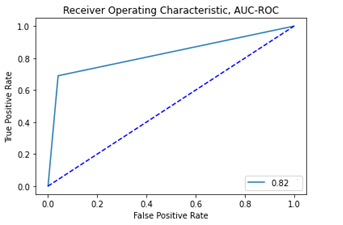 Receiver Operating Characteristic, AUC-ROC
1.0
0.8
0.6
0.4
0.2
0.0
True Positive Rate
0.82
0.0 0.2 0.4 0.6 0.8 1.0
False Positive Rate